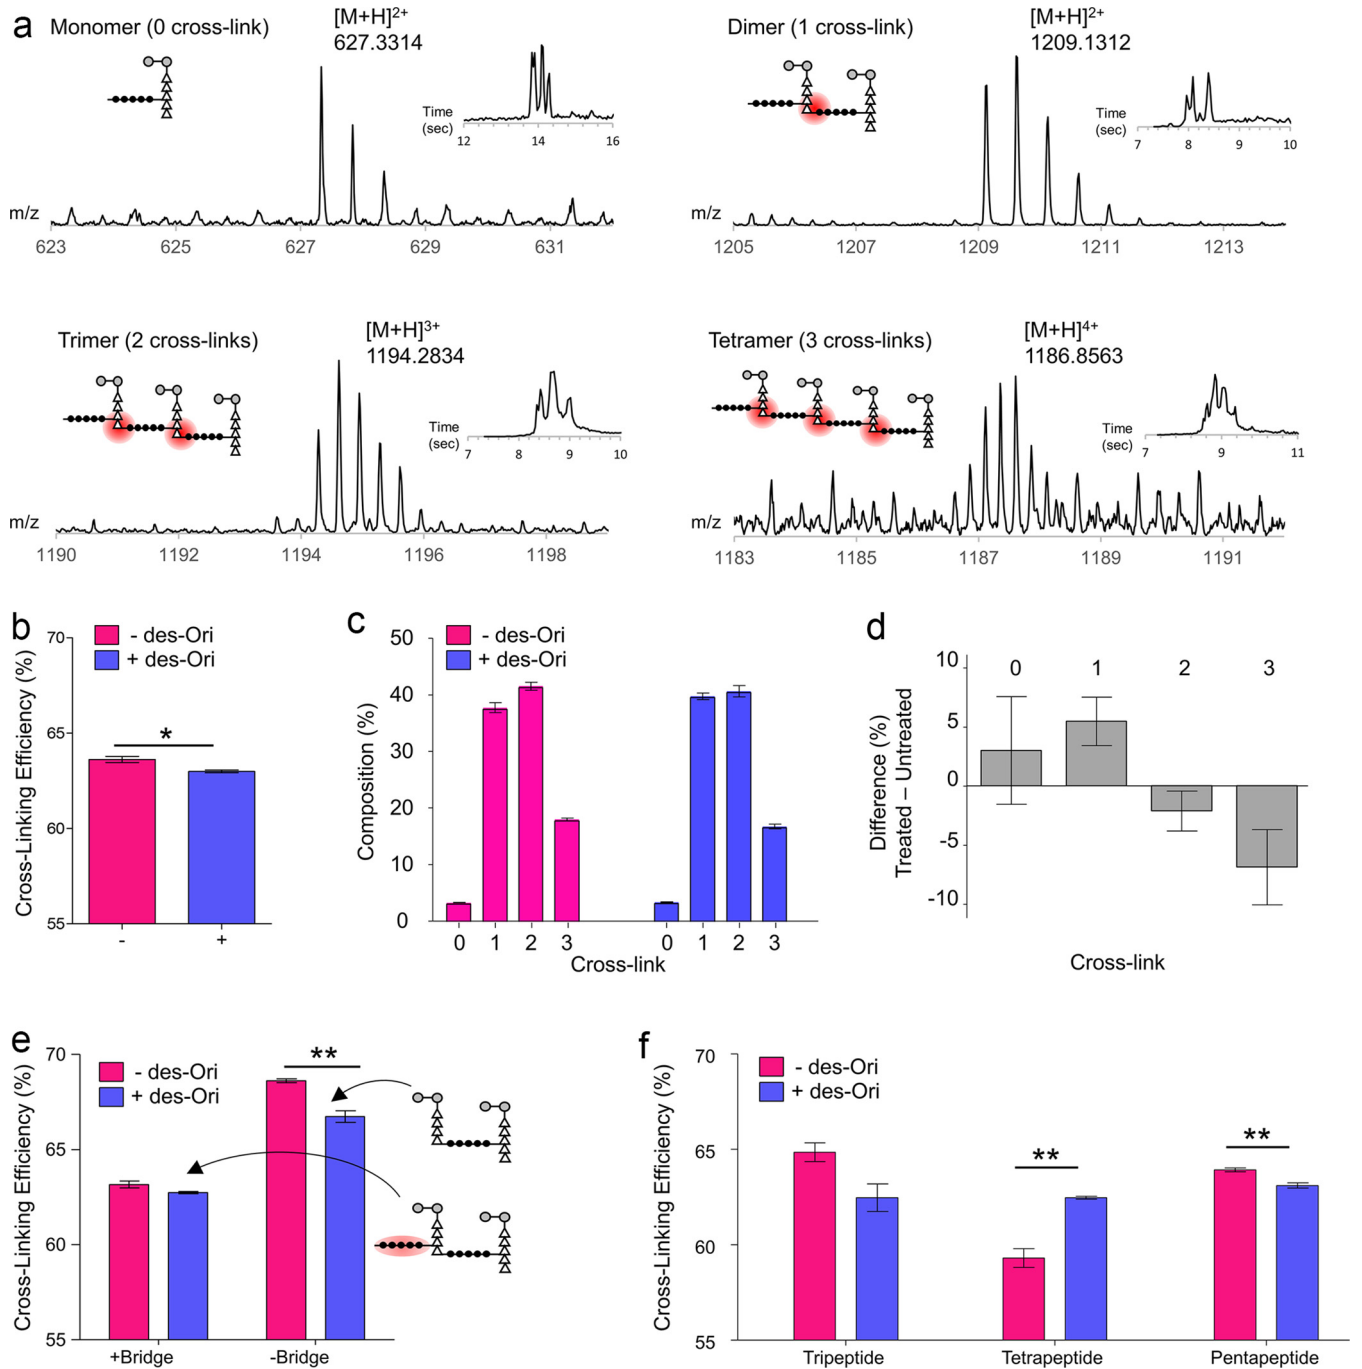 a
Monomer (0 cross-link)
[M+H]2+
627.3314
Time
(sec)
12 14 16
m/z
623 625 627 629 631
Dimer (1 cross-link)
[M+H]2+
1209.1312
Time
(sec)
7 8 9 10
m/z
1205 1207 1209 1211 1213
Trimer (2 cross-links)
[M+H]3+
1194.2834
Time
(sec)
7 8 9 10
m/z
1190 1192 1194 1196 1198
Tetramer (3 cross-links)
[M+H]4+
1186.8563
Time
(sec)
7 9 11
m/z
1183 1185 1187 1189 1191
b
Cross-Linking Efficiency (%)
70
65
60
55
- des-Ori
+ des-Ori
*
- +
c
Composition (%)
50
40
30
20
10
0
- des-Ori
+ des-Ori
0 1 2 3 0 1 2 3
Cross-link
d
Difference (%)
Treated – Untreated
10
5
0
-5
-10
0 1 2 3
Cross-link
e
Cross-Linking Efficiency (%)
70
65
60
55
- des-Ori
+ des-Ori
**
+Bridge -Bridge
f
Cross-Linking Efficiency (%)
70
65
60
55
- des-Ori
+ des-Ori
**
**
Tripeptide Tetrapeptide Pentapeptide